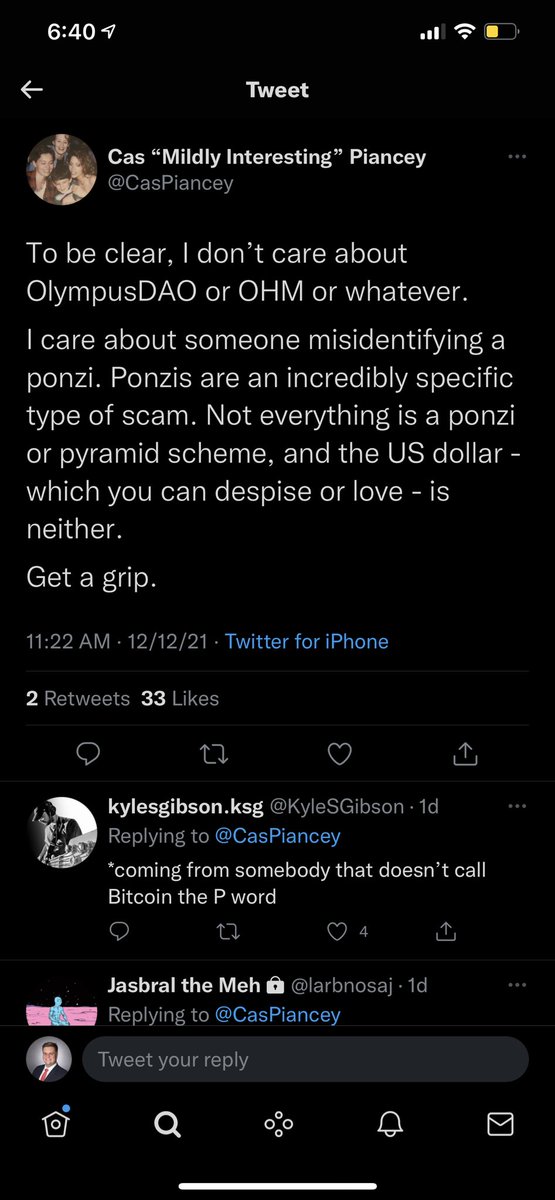 6:40
Tweet
Cas “Mildly Interesting” Piancey
@CasPiancey
To be clear, I don’t care about
OlympusDAO or OHM or whatever.
I care about someone misidentifying a
ponzi. Ponzis are an incredibly specific
type of scam. Not everything is a ponzi
or pyramid scheme, and the US dollar -
which you can despise or love - is
neither.
Get a grip.
11:22 AM · 12/12/21 · Twitter for iPhone
2 Retweets 33 Likes
kylesgibson.ksg @KyleSGibson · 1d
Replying to @CasPiancey
*coming from somebody that doesn’t call
Bitcoin the P word
4
Jasbral the Meh @larbnosaj · 1d
Replying to @CasPiancey
Tweet your reply